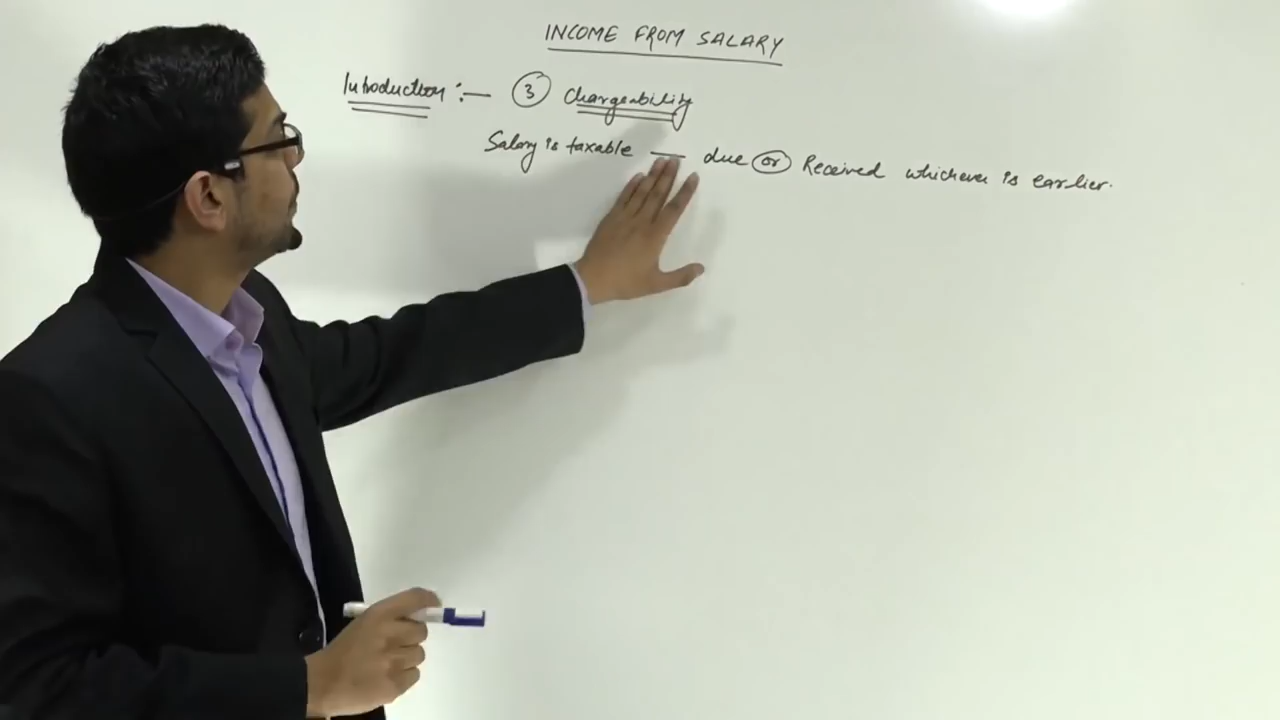 INCOME FROM SALARY
Introduction :- ③ Chargeability
Salary is taxable — due or Received whichever is earlier.